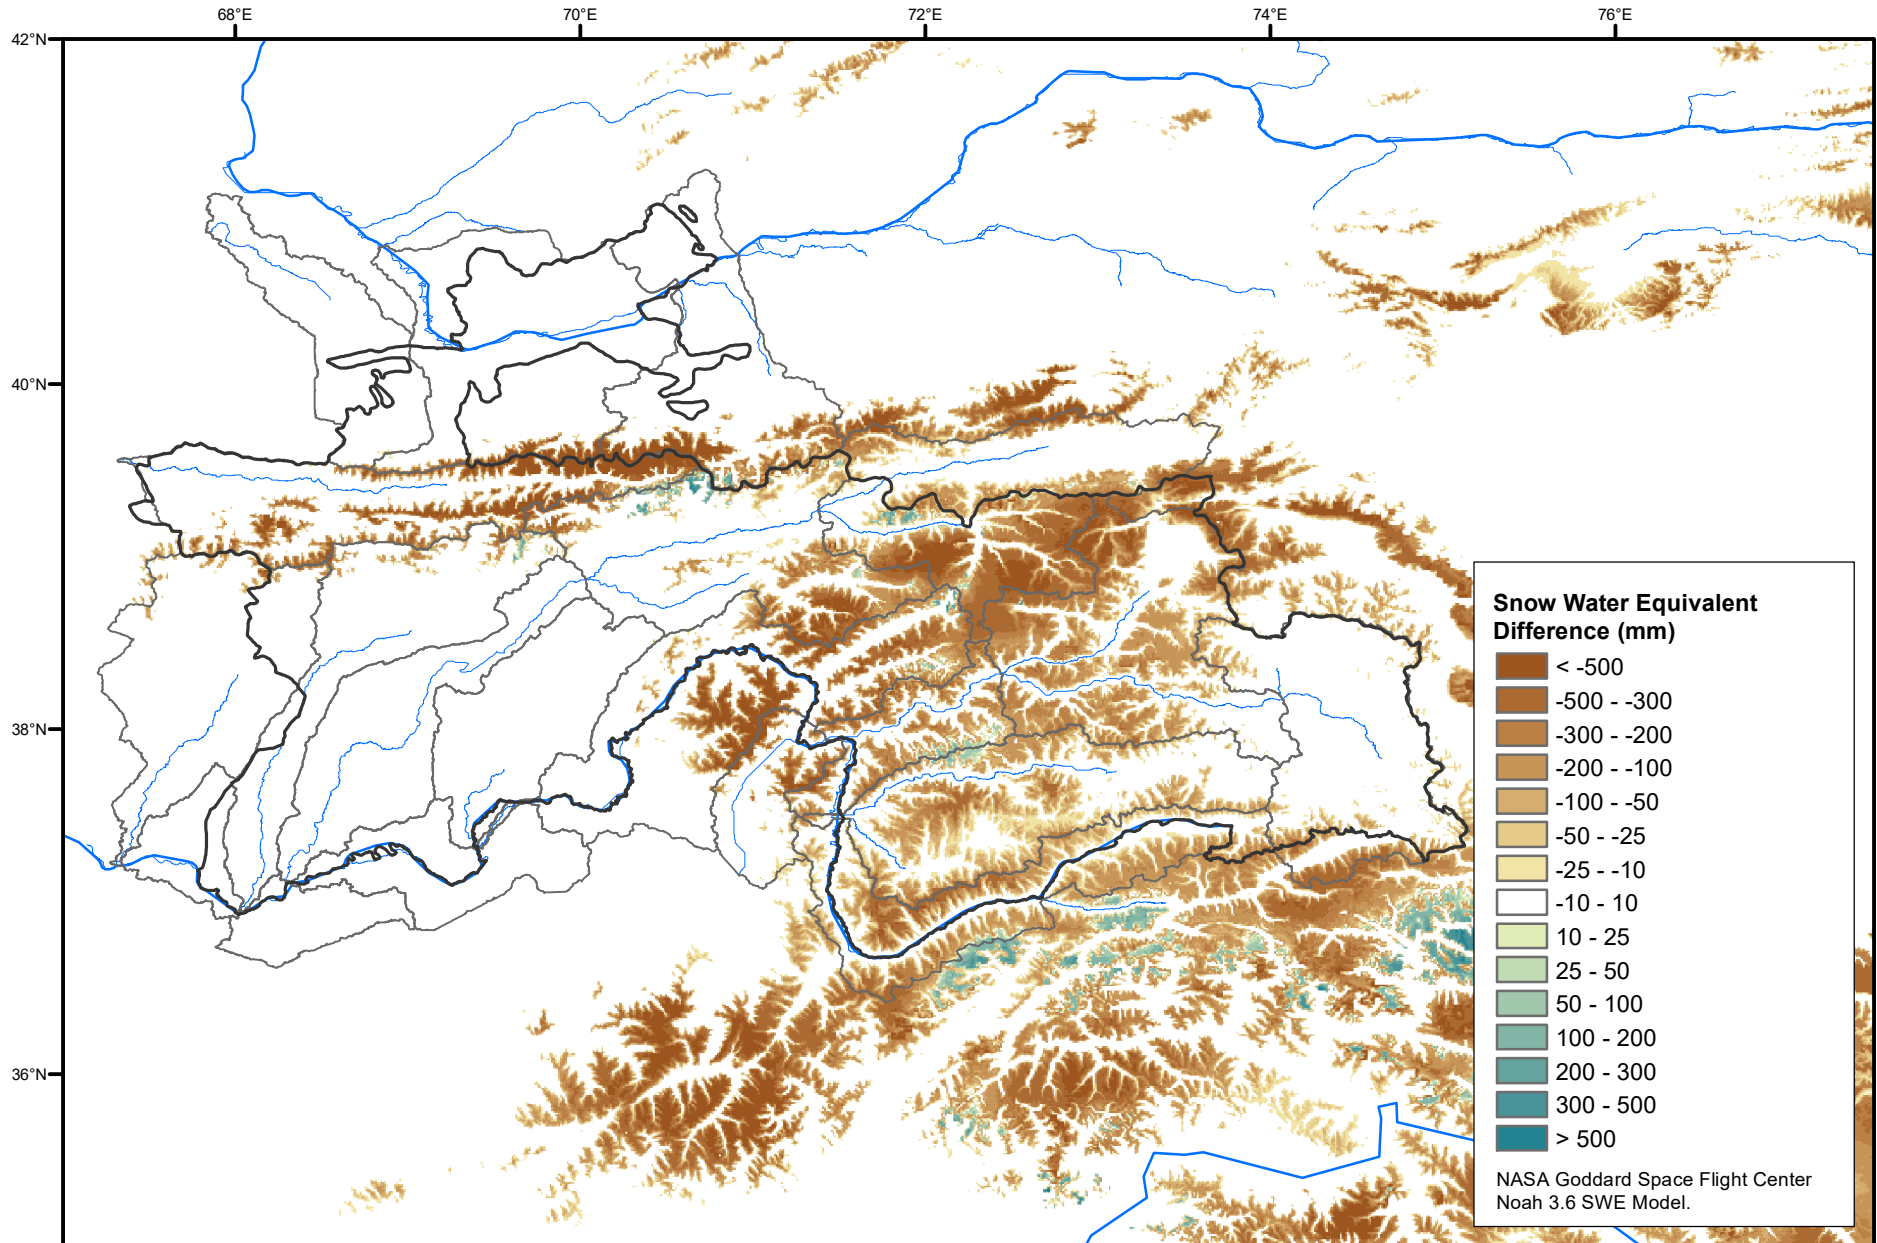 68°E
70°E
72°E
74°E
76°E
42°N
40°N
38°N
36°N
Snow Water Equivalent
Difference (mm)
< -500
-500 - -300
-300 - -200
-200 - -100
-100 - -50
-50 - -25
-25 - -10
-10 - 10
10 - 25
25 - 50
50 - 100
100 - 200
200 - 300
300 - 500
> 500
NASA Goddard Space Flight Center
Noah 3.6 SWE Model.